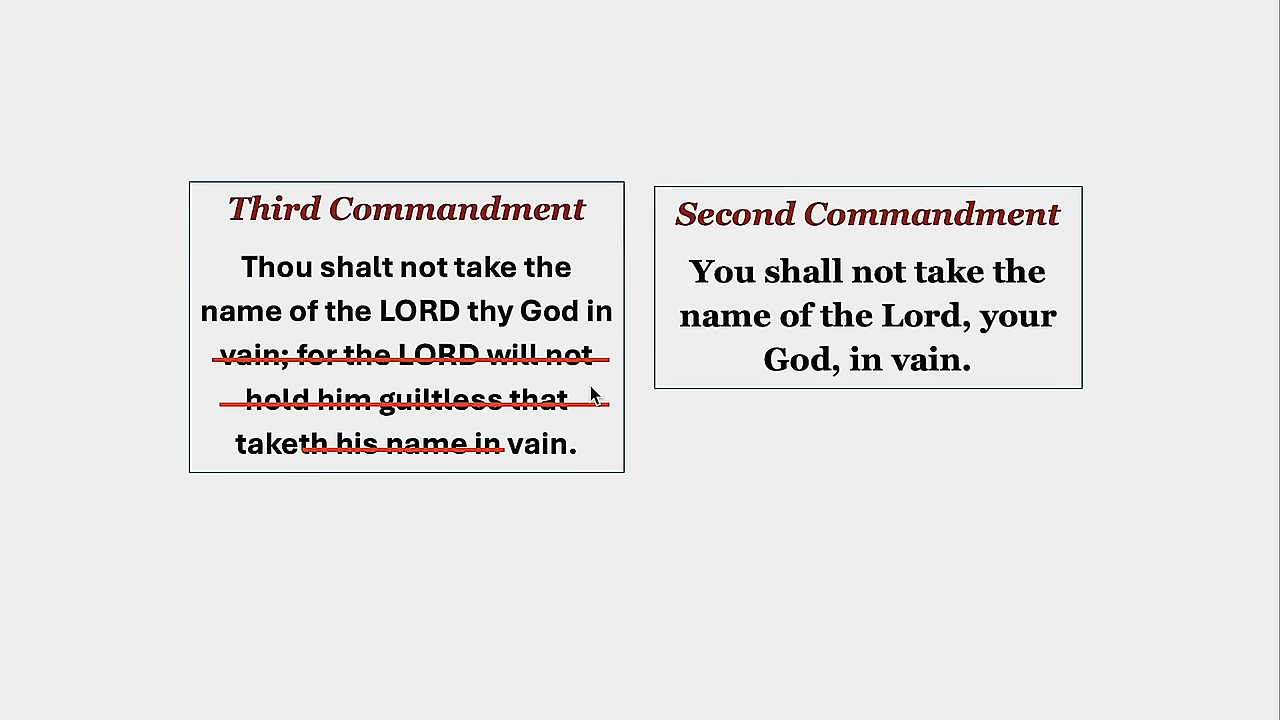 Third Commandment
Thou shalt not take the
name of the LORD thy God in
vain; for the LORD will not
hold him guiltless that
taketh his name in vain.
Second Commandment
You shall not take the
name of the Lord, your
God, in vain.